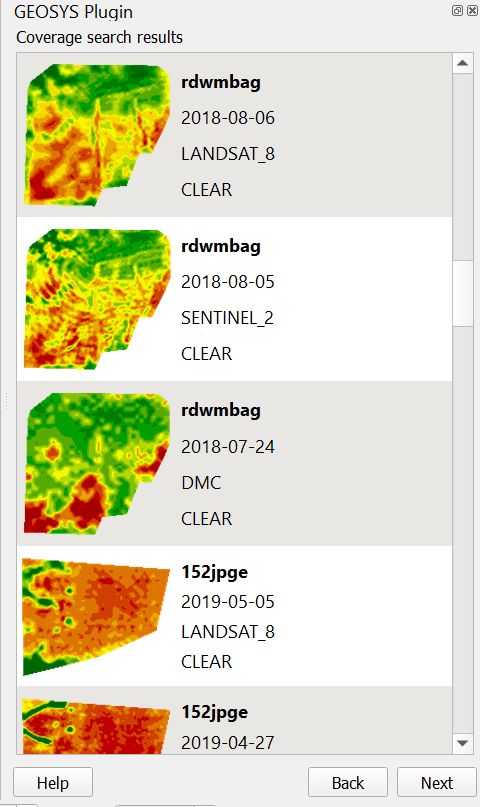 GEOSYS Plugin
Coverage search results
rdwmbag
2018-08-06
LANDSAT_8
CLEAR
rdwmbag
2018-08-05
SENTINEL_2
CLEAR
rdwmbag
2018-07-24
DMC
CLEAR
152jpge
2019-05-05
LANDSAT_8
CLEAR
152jpge
2019-04-27
Help
Back
Next